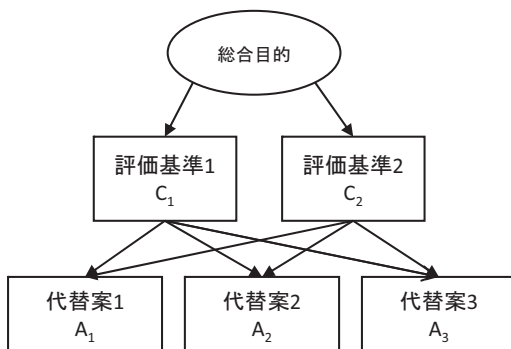 総合目的
評価基準1
C₁
評価基準2
C₂
代替案1
A₁
代替案2
A₂
代替案3
A₃